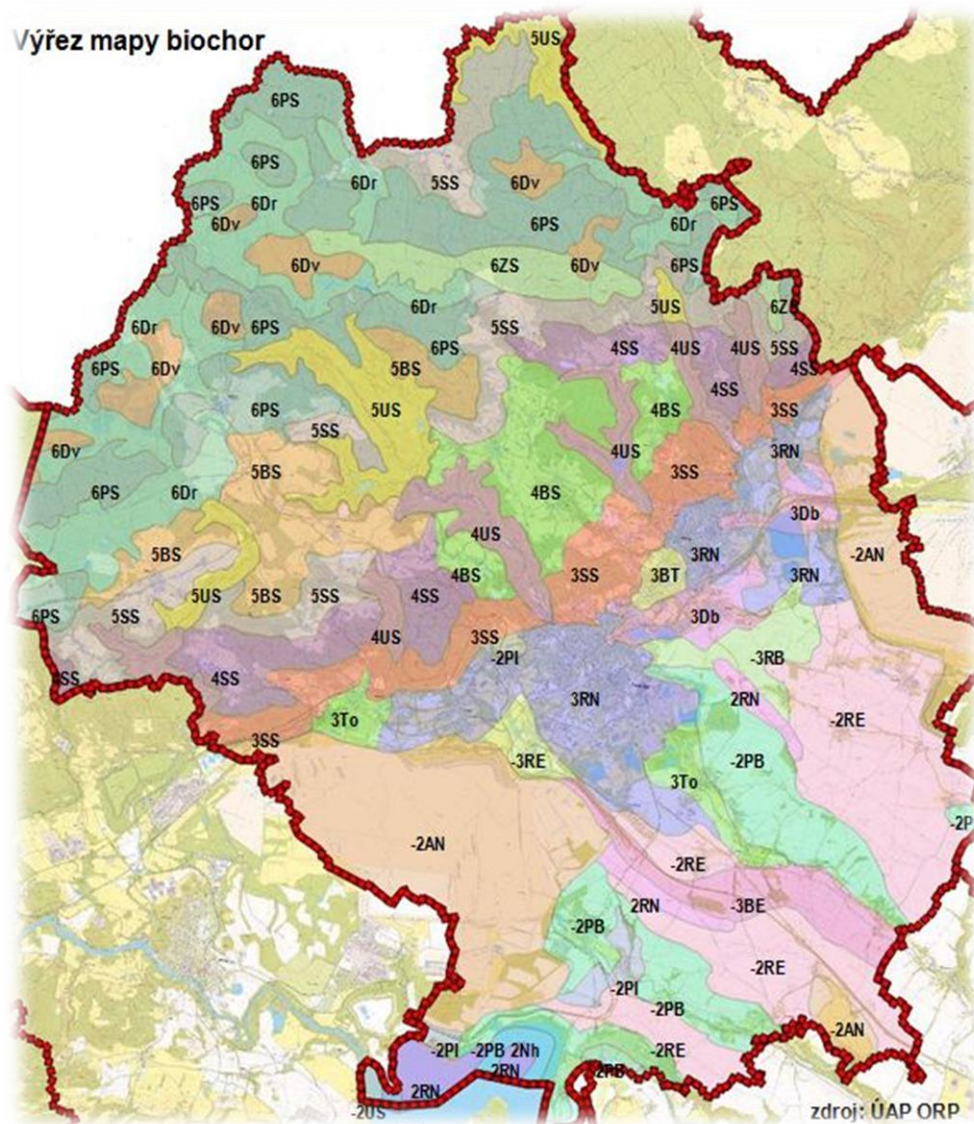 Výřez mapy biochor
5US
6PS
6PS
6Dr
5SS
6Dv
6PS
6Dr
6PS
6Dv
6PS
6Dr
6Dv
6ZS
6Dv
6PS
6Dr
5US
6Dr
6Dv
6PS
5SS
6PS
4SS
4US
4US
5SS
6PS
6Dv
5BS
4SS
4SS
6PS
5US
4BS
3SS
5SS
6Dv
5BS
4US
3RN
3SS
6PS
6Dr
4BS
3Db
4US
5BS
3RN
-2AN
4BS
3SS
3BT
3RN
5US
5BS
5SS
4SS
6PS
5SS
3Db
4US
3SS
-2PI
-3RB
4SS
3RN
2RN
3To
-2RE
3SS
-3RE
-2PB
3To
-2AN
-2RE
2RN
-3BE
-2PB
-2RE
-2PI
-2PB
-2AN
-2PI
-2PB
2Nh
-2RE
2RN
2RN
-2US
zdroj: ÚAP ORP